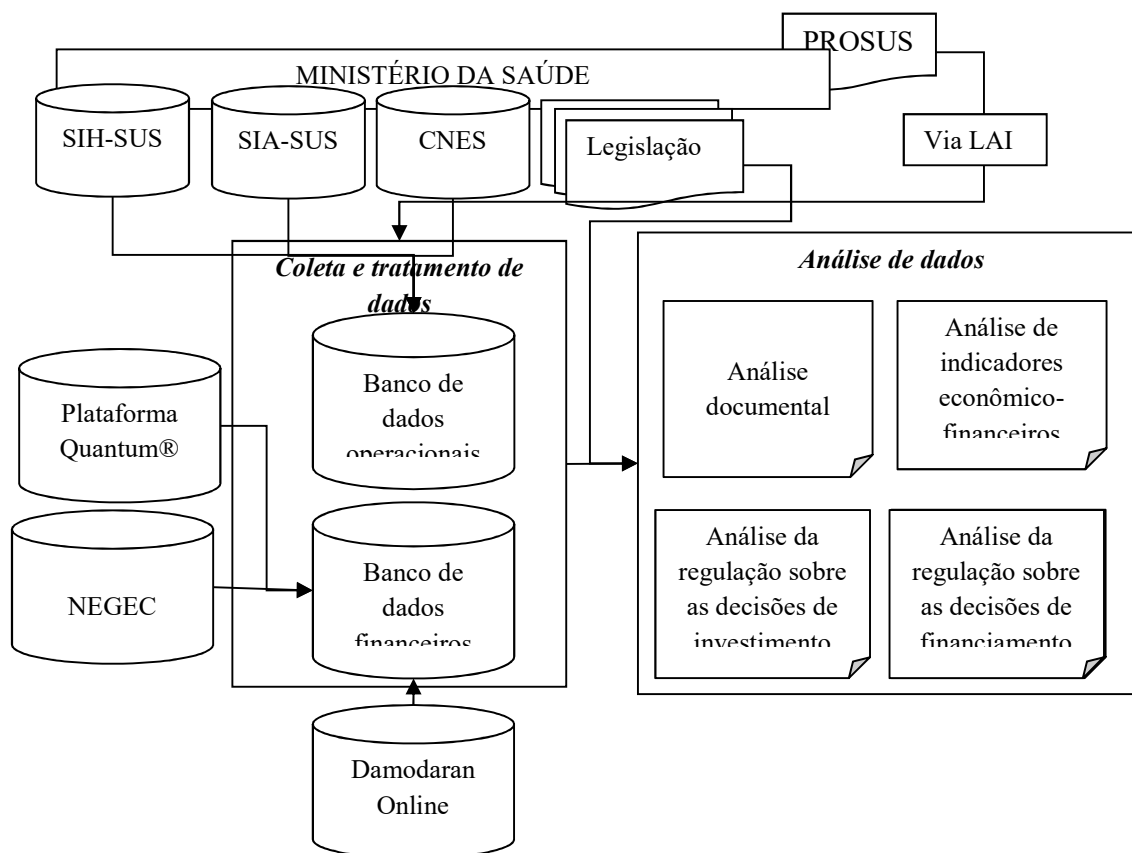 PROSUS
MINISTÉRIO DA SAÚDE
SIH-SUS
SIA-SUS
CNES
Legislação
Via LAI
Coleta e tratamento de
dados
Análise de dados
Banco de
dados
operacionais
Plataforma
Quantum®
NEGEC
Banco de
dados
financeiros
Damodaran
Online
Análise
documental
Análise de
indicadores
econômico-
financeiros
Análise da
regulação sobre
as decisões de
investimento
Análise da
regulação sobre
as decisões de
financiamento